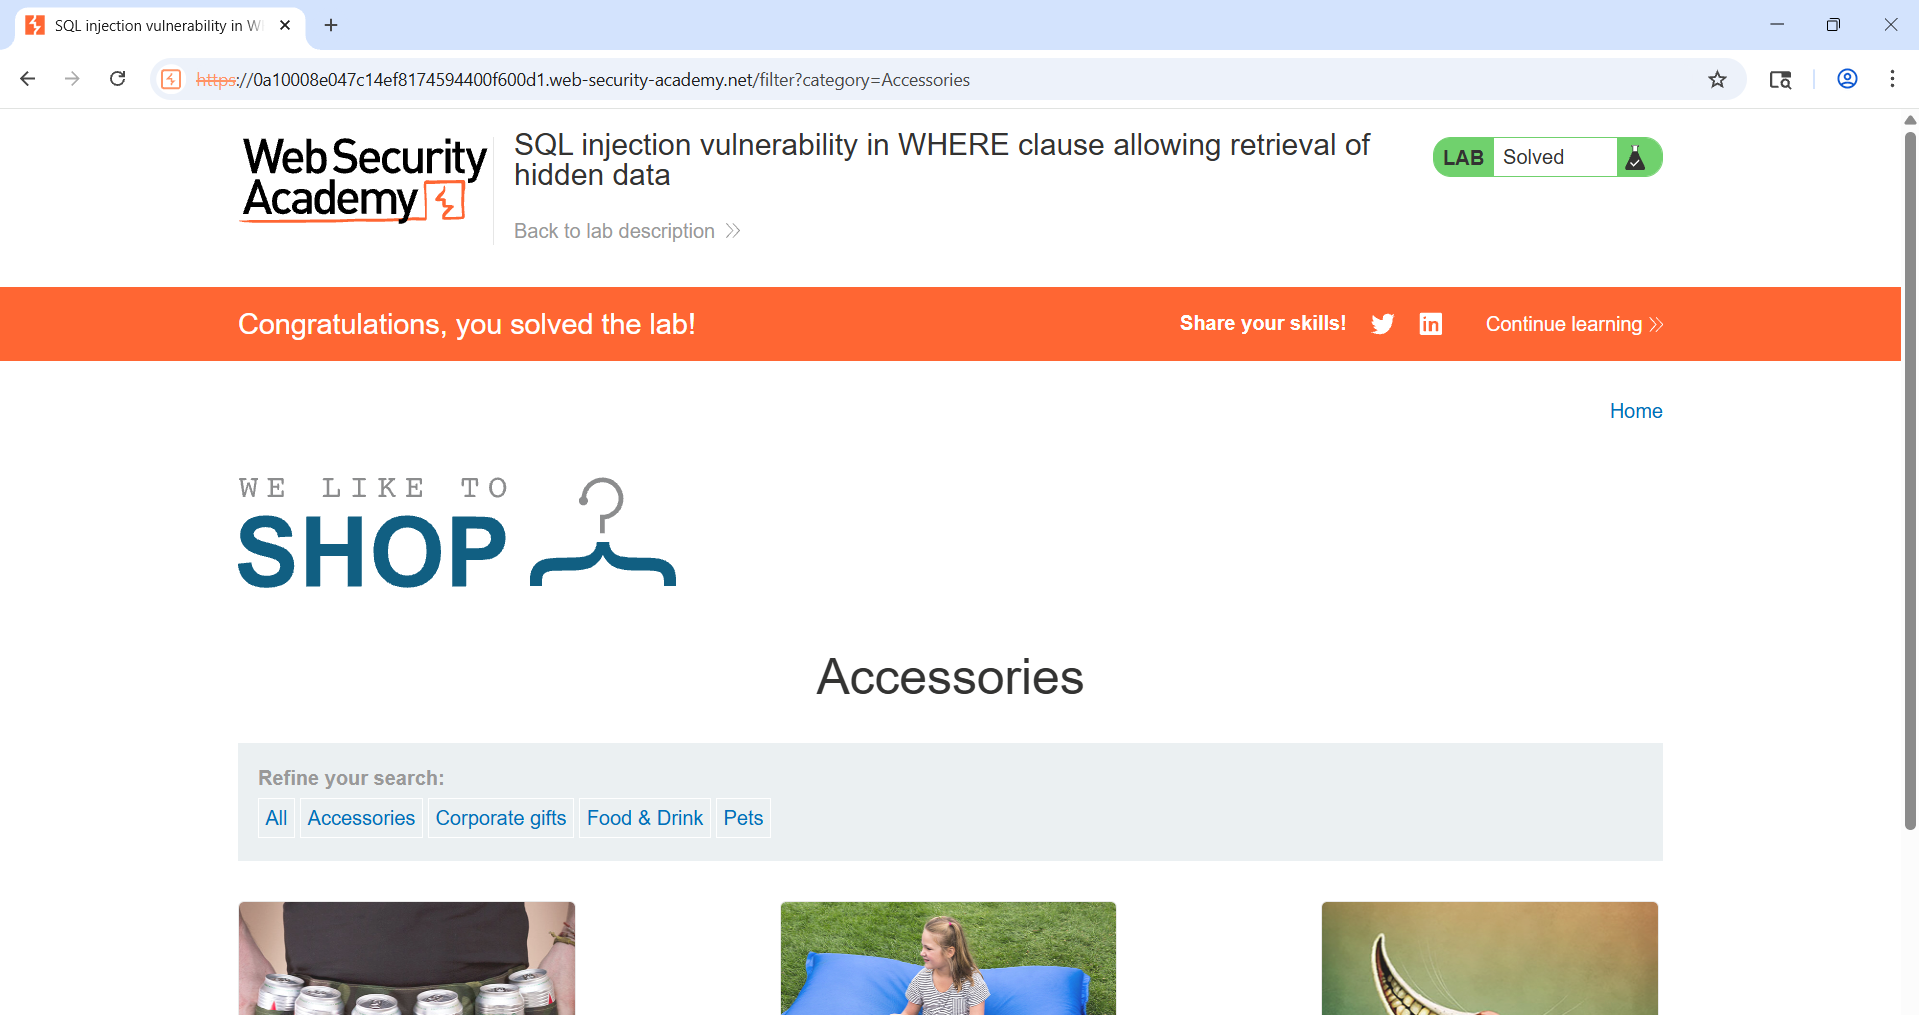 SQL injection vulnerability in W
https://0a10008e047c14ef8174594400f600d1.web-security-academy.net/filter?category=Accessories
Web Security
Academy
SQL injection vulnerability in WHERE clause allowing retrieval of
hidden data
Back to lab description
LAB Solved
Congratulations, you solved the lab!
Share your skills!
Continue learning
Home
WE LIKE TO
SHOP
Accessories
Refine your search:
All Accessories Corporate gifts Food & Drink Pets